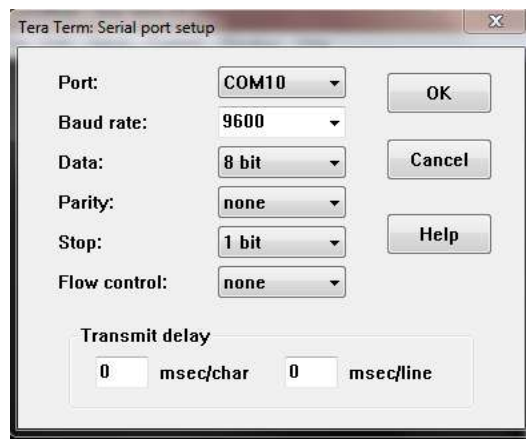 Tera Term: Serial port setup
Port: COM10 OK
Baud rate: 9600
Data: 8 bit Cancel
Parity: none
Stop: 1 bit Help
Flow control: none
Transmit delay
0 msec/char 0 msec/line